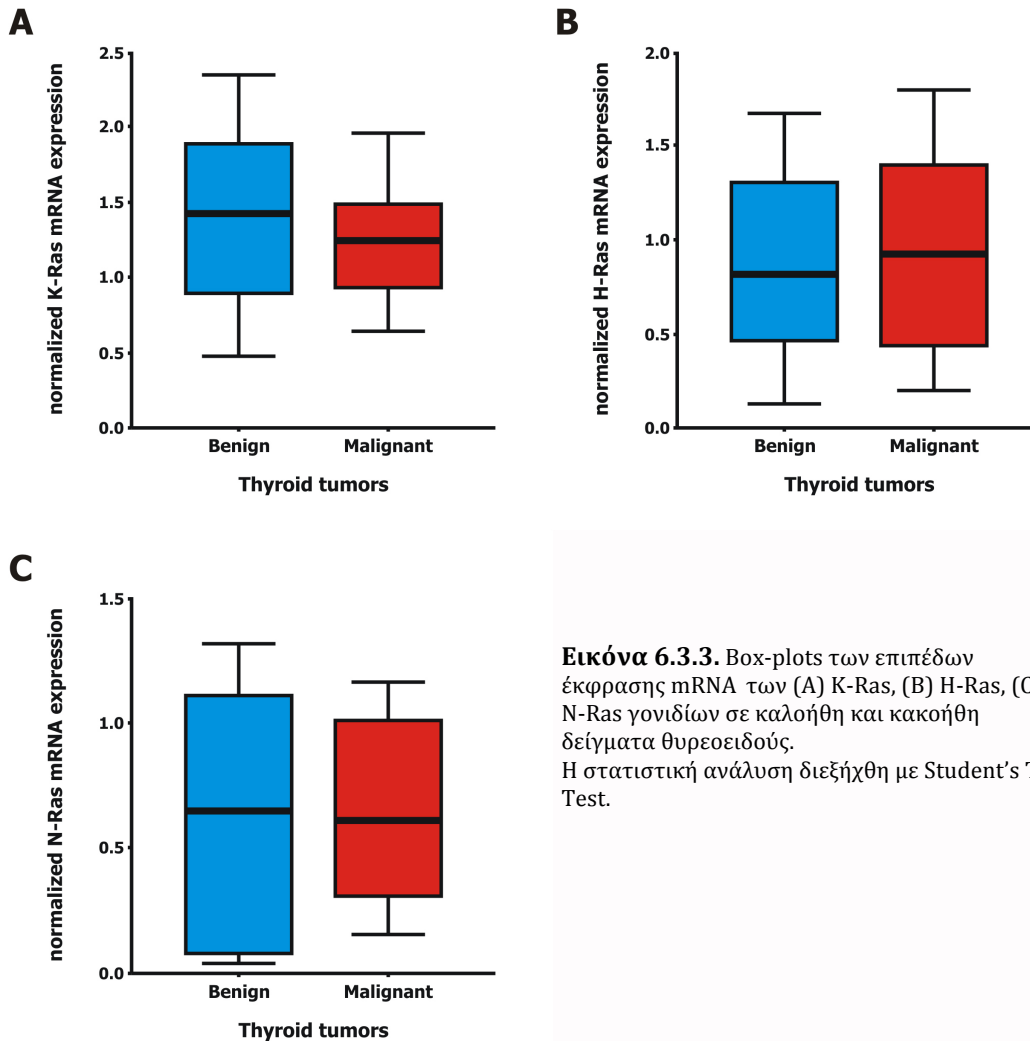 A
normalized K-Ras mRNA expression
2.5
2.0
1.5
1.0
0.5
0.0
Benign Malignant
Thyroid tumors
B
normalized H-Ras mRNA expression
2.0
1.5
1.0
0.5
0.0
Benign Malignant
Thyroid tumors
C
normalized N-Ras mRNA expression
1.5
1.0
0.5
0.0
Benign Malignant
Thyroid tumors
Εικόνα 6.3.3. Box-plots των επιπέδων
έκφρασης mRNA των (A) K-Ras, (B) H-Ras, (C
N-Ras γονιδίων σε καλοήθη και κακοήθη
δείγματα θυρεοειδούς.
Η στατιστική ανάλυση διεξήχθη με Student’s T
Test.